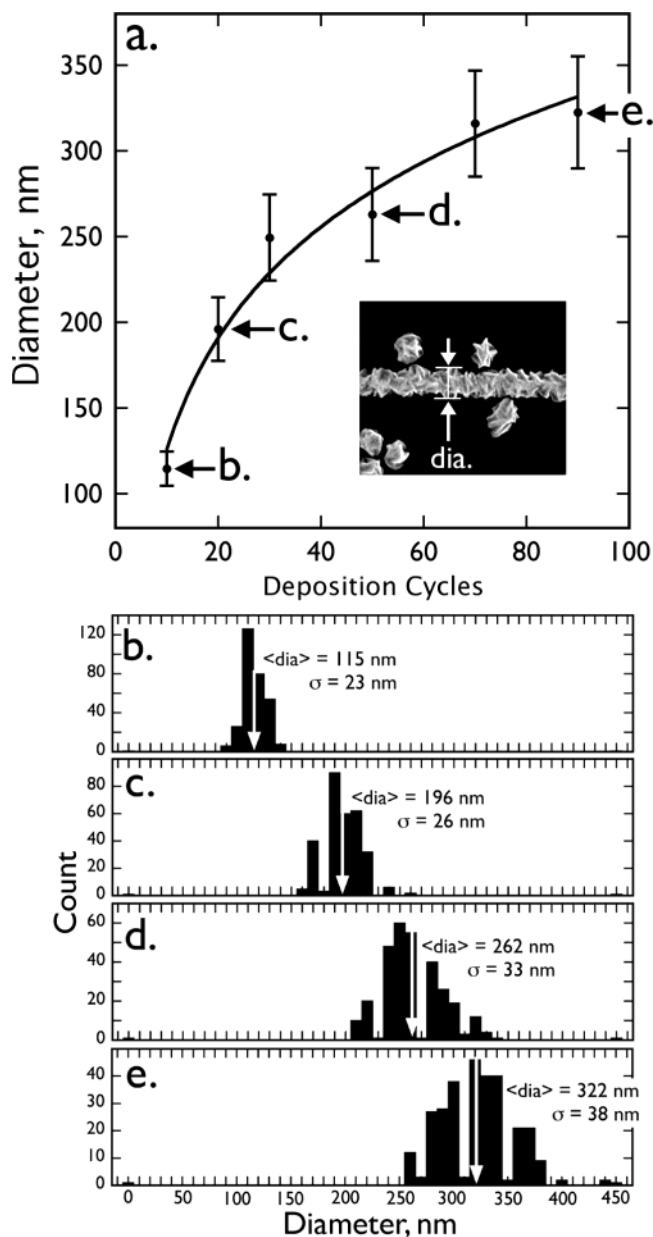 a.
350
300
250
200
150
100
Diameter, nm
e.
d.
c.
b.
dia.
0 20 40 60 80 100
Deposition Cycles
b.
120
80
40
0
<dia> = 115 nm
σ = 23 nm
c.
80
60
40
20
0
<dia> = 196 nm
σ = 26 nm
Count
d.
60
40
20
0
<dia> = 262 nm
σ = 33 nm
e.
40
30
20
10
0
<dia> = 322 nm
σ = 38 nm
0 50 100 150 200 250 300 350 400 450
Diameter, nm